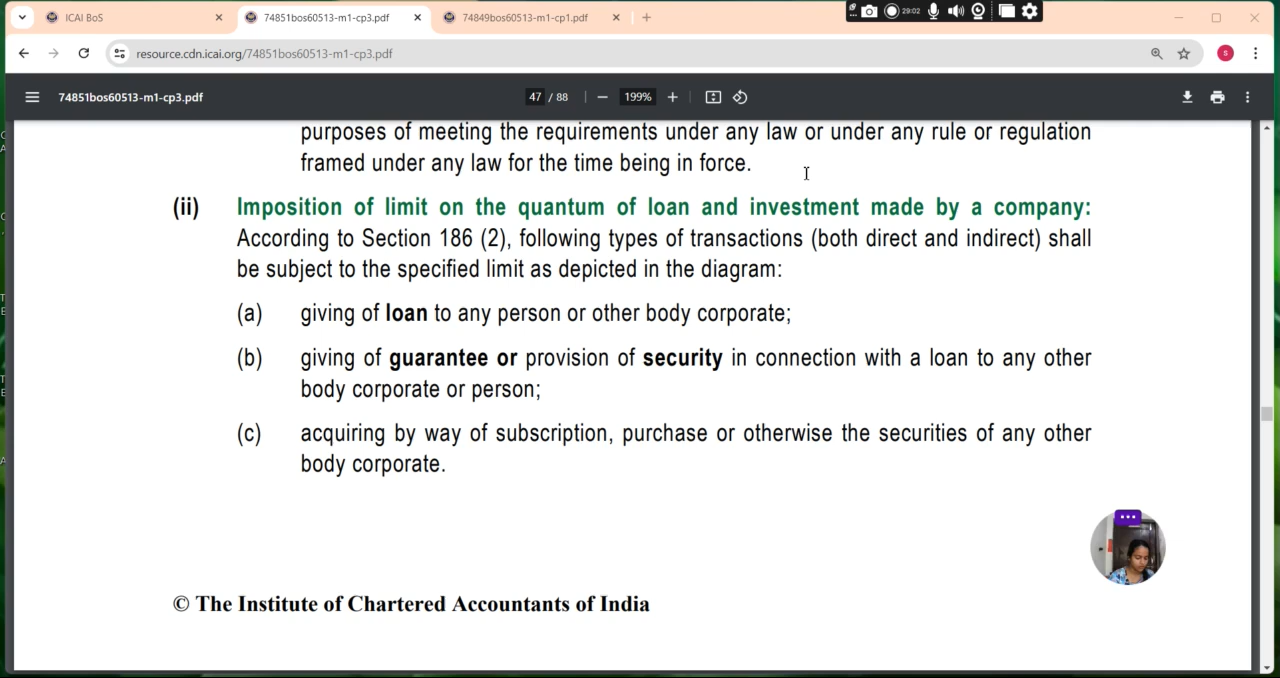 ICAI BoS
74851bos60513-m1-cp3.pdf
74849bos60513-m1-cp1.pdf
29:02
resource.cdn.icai.org/74851bos60513-m1-cp3.pdf
S
74851bos60513-m1-cp3.pdf
47 / 88
199%
purposes of meeting the requirements under any law or under any rule or regulation
framed under any law for the time being in force.
(ii) Imposition of limit on the quantum of loan and investment made by a company:
According to Section 186 (2), following types of transactions (both direct and indirect) shall
be subject to the specified limit as depicted in the diagram:
(a) giving of loan to any person or other body corporate;
(b) giving of guarantee or provision of security in connection with a loan to any other
body corporate or person;
(c) acquiring by way of subscription, purchase or otherwise the securities of any other
body corporate.
© The Institute of Chartered Accountants of India